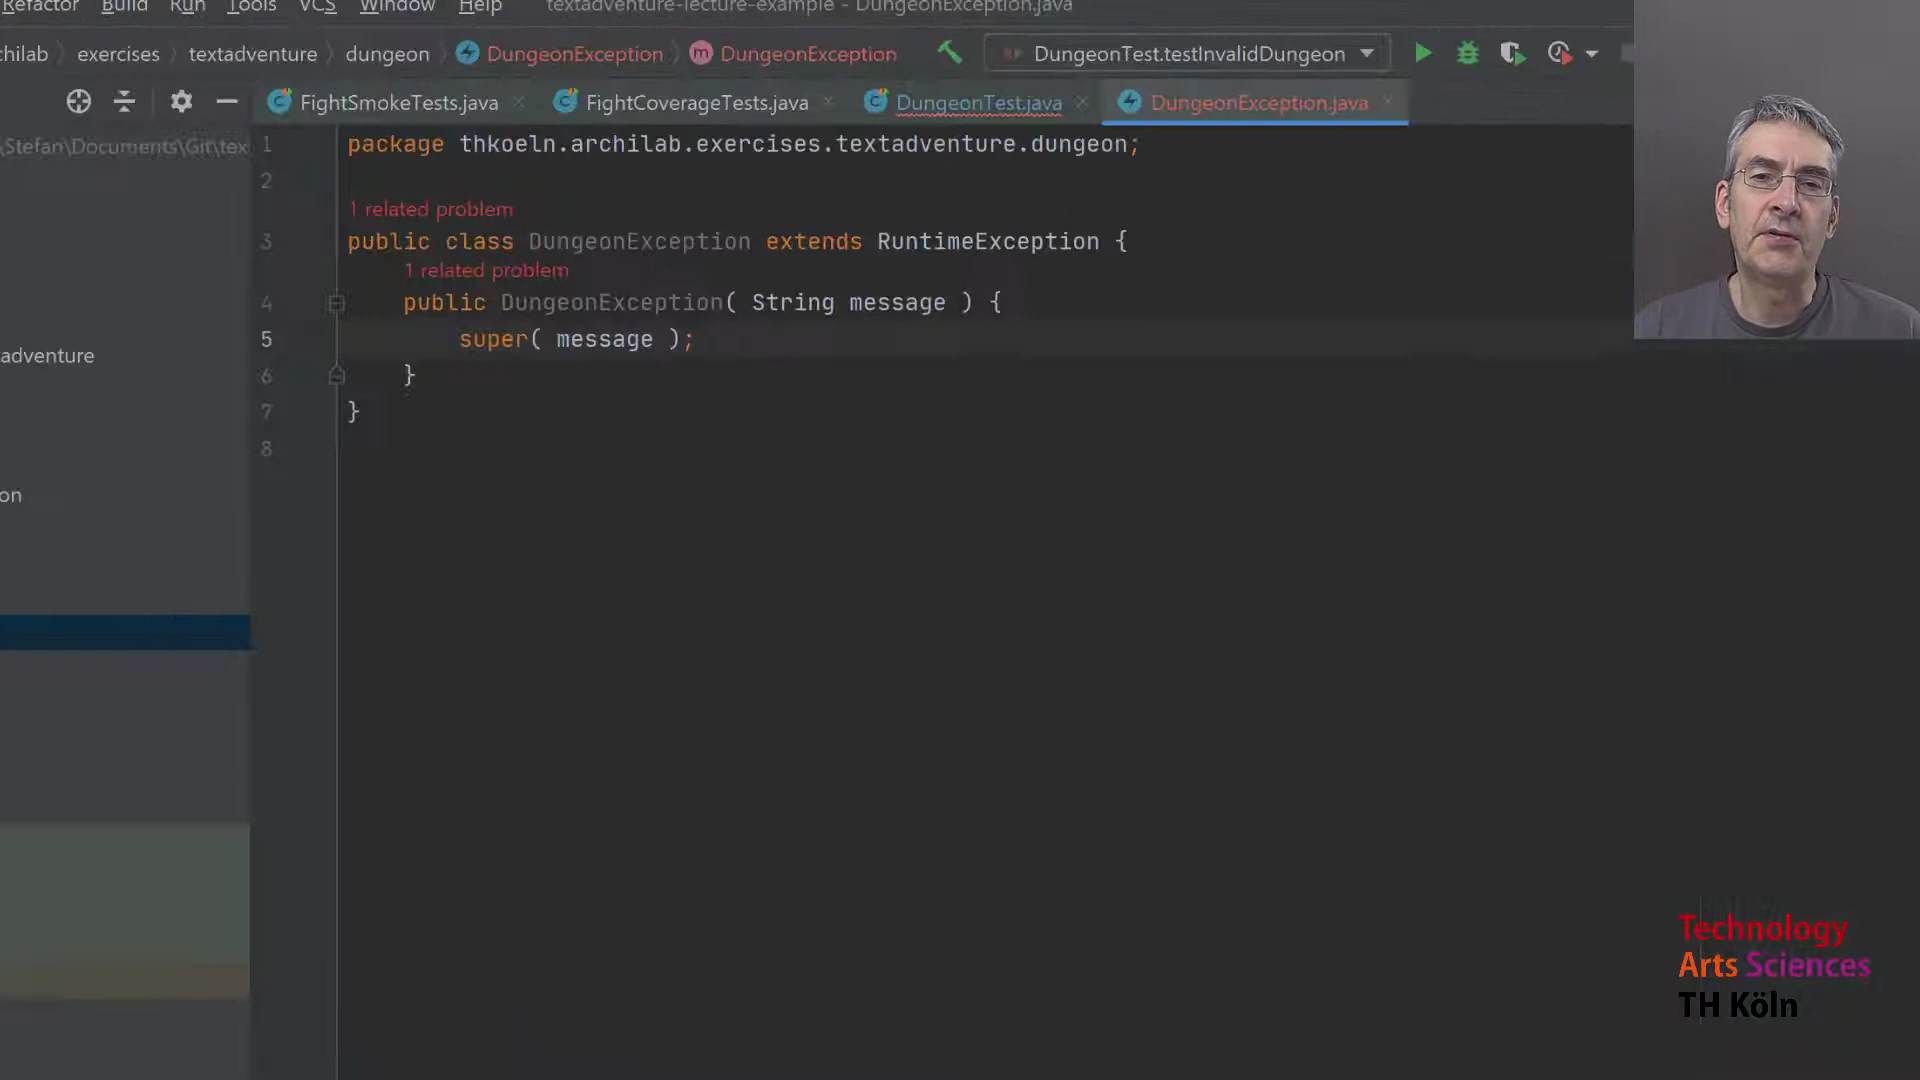 Refactor Build Run Tools VCS Window Help textadventure-lecture-example - DungeonException.java
chilab exercises textadventure dungeon DungeonException DungeonException DungeonTest.testInvalidDungeon
FightSmokeTests.java FightCoverageTests.java DungeonTest.java DungeonException.java
\Stefan\Documents\Git\tex
1 package thkoeln.archilab.exercises.textadventure.dungeon;
2
1 related problem
3 public class DungeonException extends RuntimeException {
1 related problem
4 public DungeonException( String message ) {
5 super( message );
adventure
6 }
7 }
8
on
Technology
Arts Sciences
TH Köln